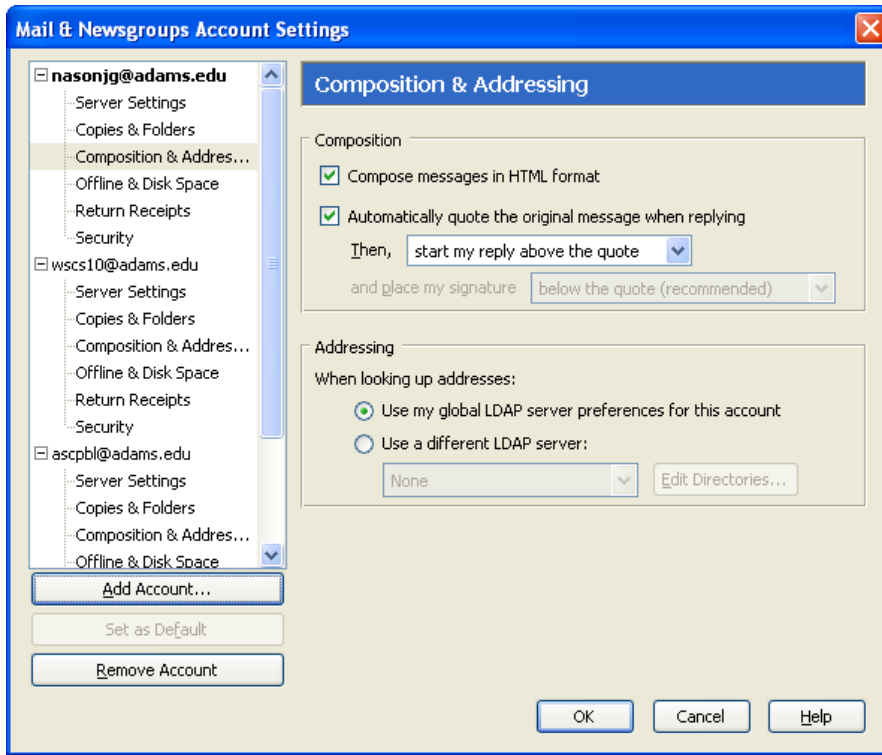 Mail & Newsgroups Account Settings
nasonjg@adams.edu
Server Settings
Copies & Folders
Composition & Addres...
Offline & Disk Space
Return Receipts
Security
wscs10@adams.edu
Server Settings
Copies & Folders
Composition & Addres...
Offline & Disk Space
Return Receipts
Security
ascpbl@adams.edu
Server Settings
Copies & Folders
Composition & Addres...
Offline & Disk Space
Add Account...
Set as Default
Remove Account
Composition & Addressing
Composition
Compose messages in HTML format
Automatically quote the original message when replying
Then, start my reply above the quote
and place my signature below the quote (recommended)
Addressing
When looking up addresses:
Use my global LDAP server preferences for this account
Use a different LDAP server:
None Edit Directories...
OK Cancel Help